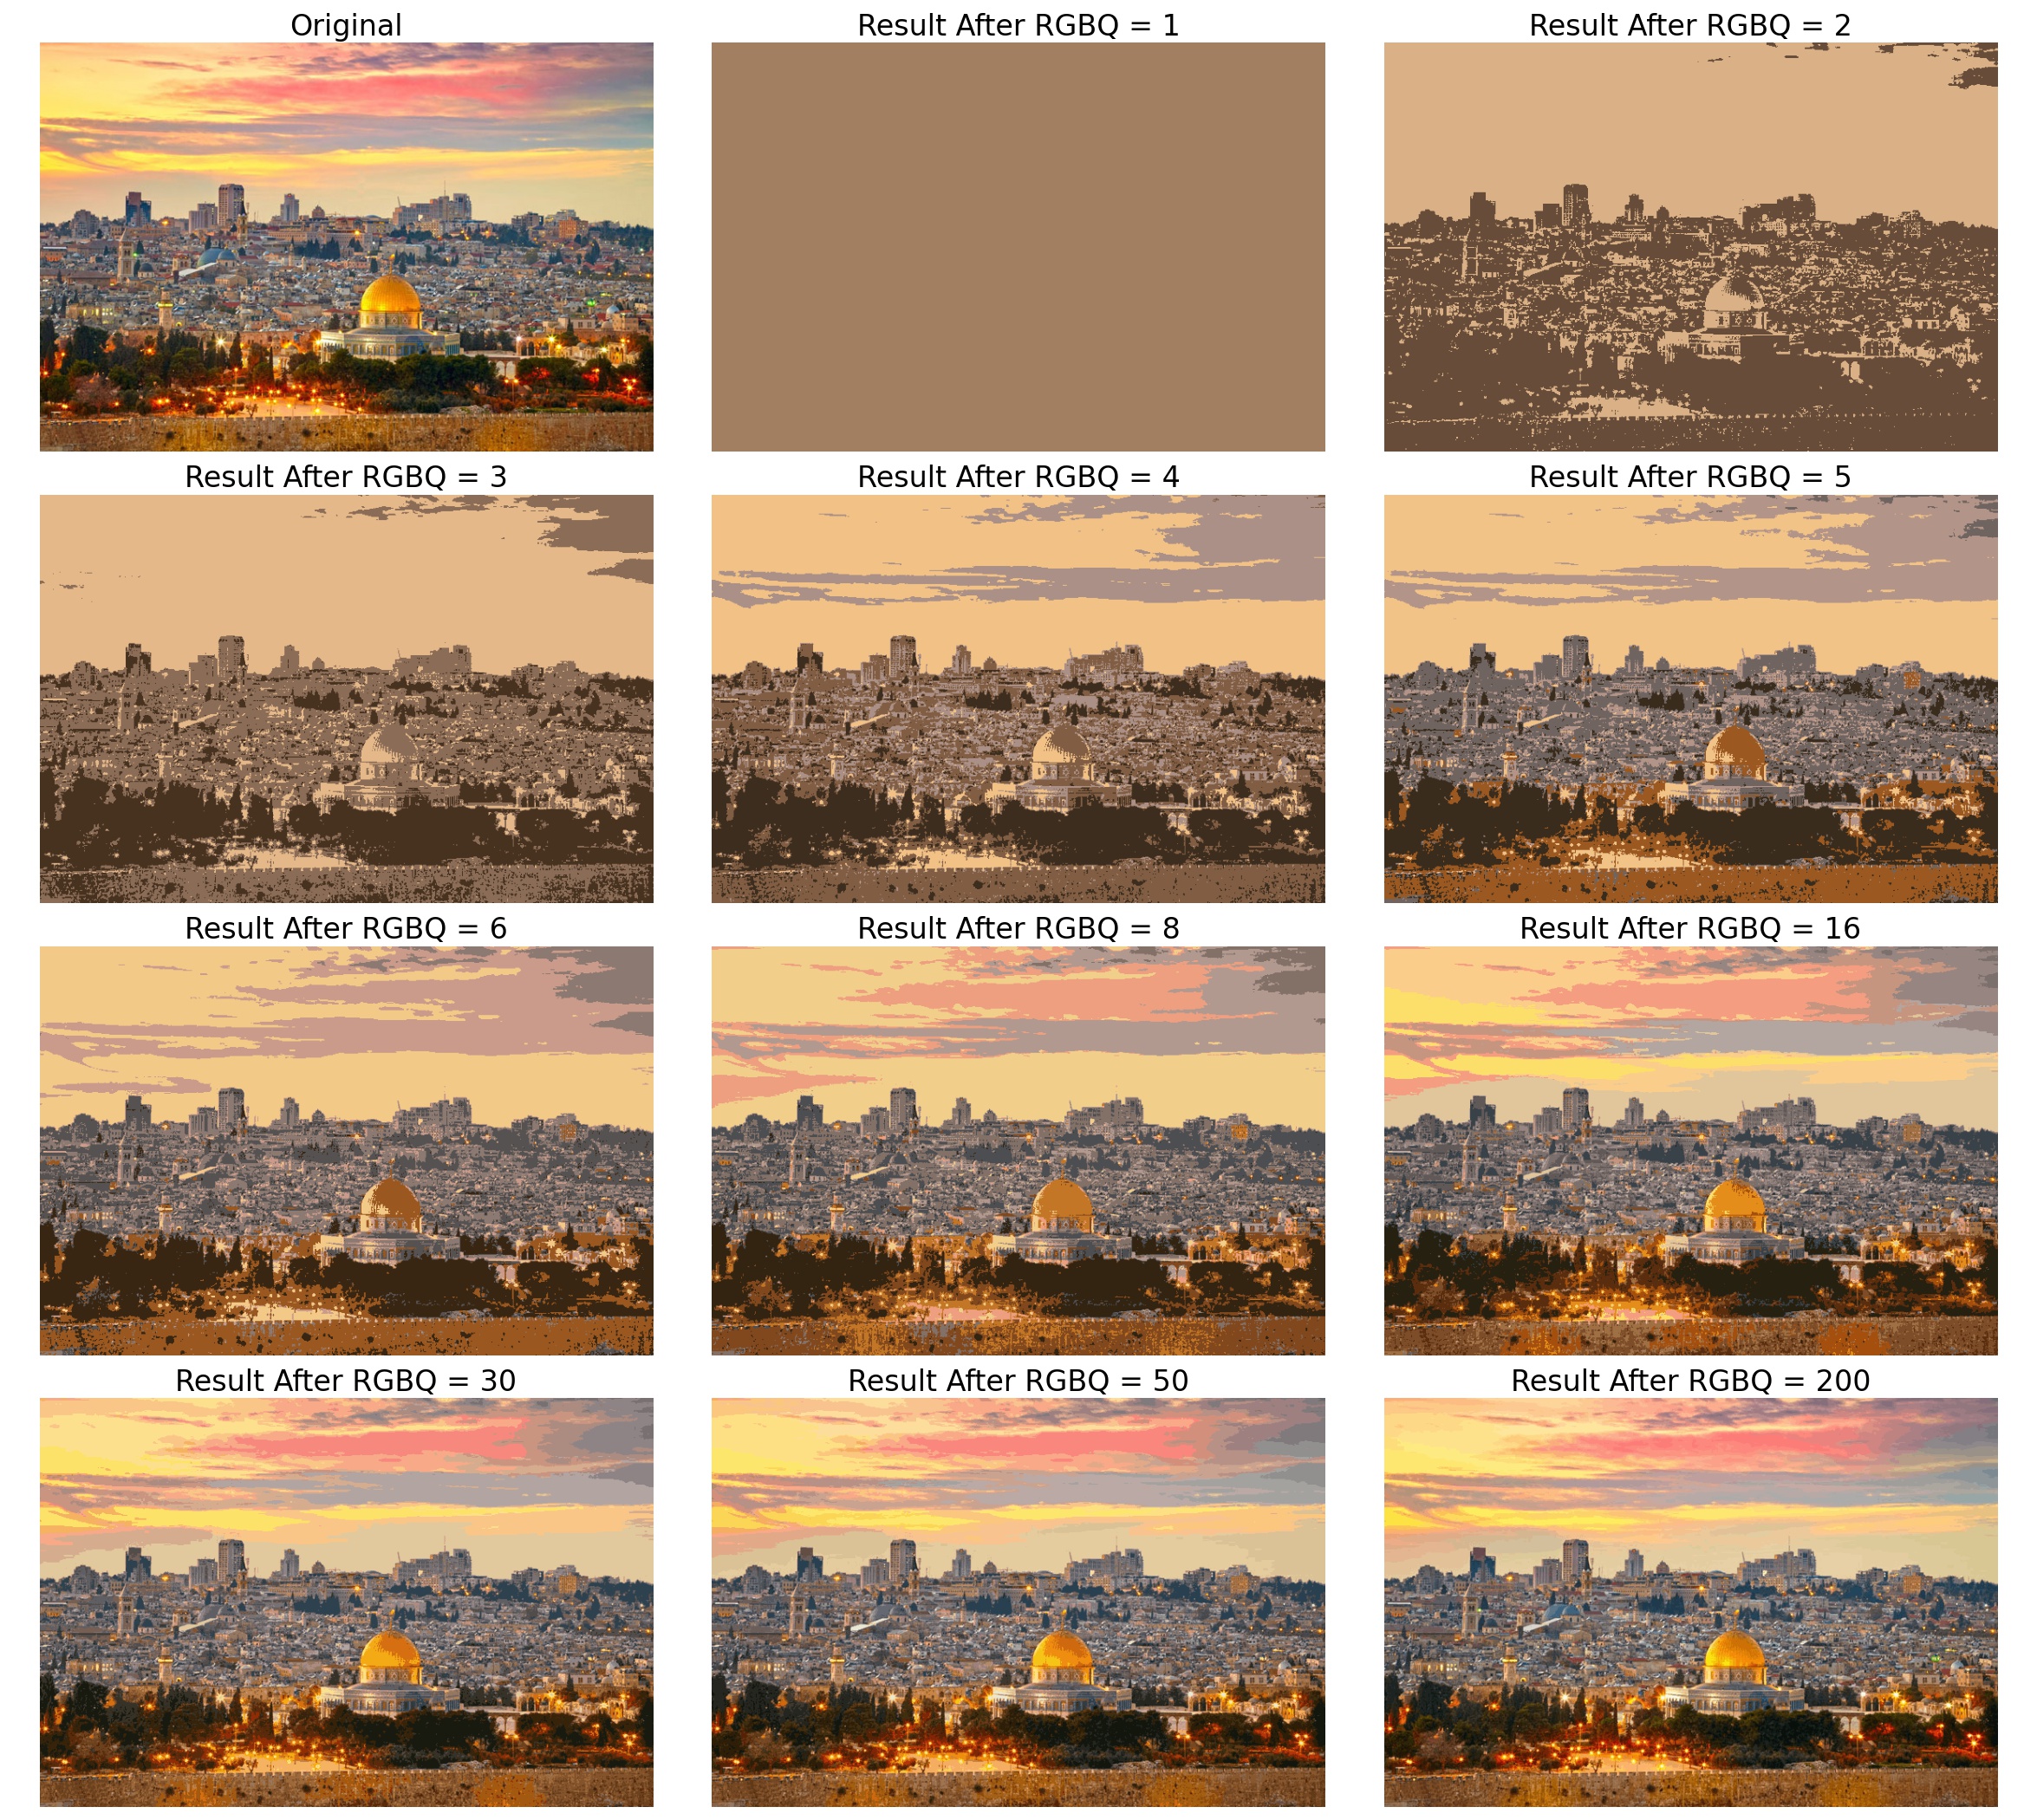 Original
Result After RGBQ = 1
Result After RGBQ = 2
Result After RGBQ = 3
Result After RGBQ = 4
Result After RGBQ = 5
Result After RGBQ = 6
Result After RGBQ = 8
Result After RGBQ = 16
Result After RGBQ = 30
Result After RGBQ = 50
Result After RGBQ = 200